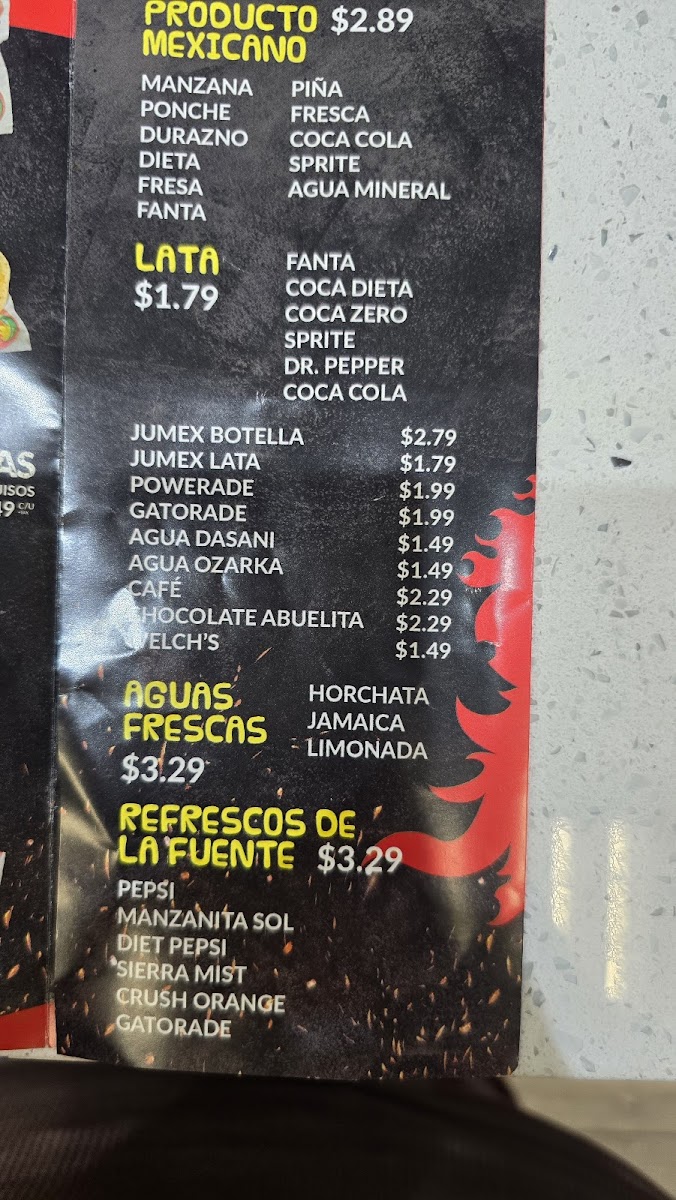 PRODUCTO $2.89
MEXICANO
MANZANA
PONCHE
DURAZNO
DIETA
FRESA
FANTA
PIÑA
FRESCA
COCA COLA
SPRITE
AGUA MINERAL
LATA
$1.79
FANTA
COCA DIETA
COCA ZERO
SPRITE
DR. PEPPER
COCA COLA
JUMEX BOTELLA $2.79
JUMEX LATA $1.79
POWERADE $1.99
GATORADE $1.99
AGUA DASANI $1.49
AGUA OZARKA $1.49
CAFÉ $2.29
CHOCOLATE ABUELITA $2.29
WELCH'S $1.49
AGUAS
FRESCAS
$3.29
HORCHATA
JAMAICA
LIMONADA
REFRESCOS DE
LA FUENTE $3.29
PEPSI
MANZANITA SOL
DIET PEPSI
SIERRA MIST
CRUSH ORANGE
GATORADE